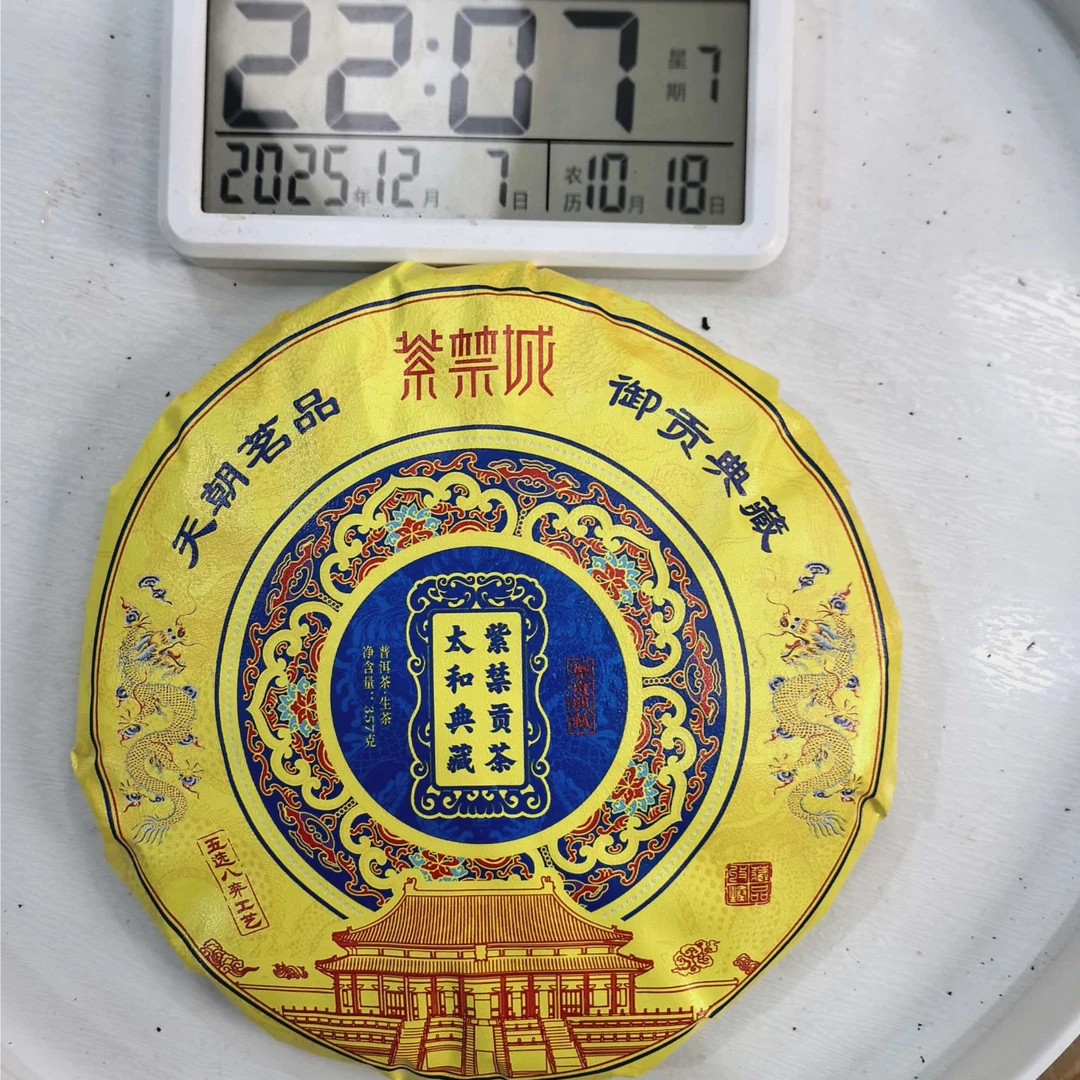 22:07 星期 7
2025年12月 7日 农历10月 18日
紫禁城
天朝茗品
御贡典藏
紫禁贡茶
太和典藏
普洱茶·生茶
净含量:357克
五选八弃工艺